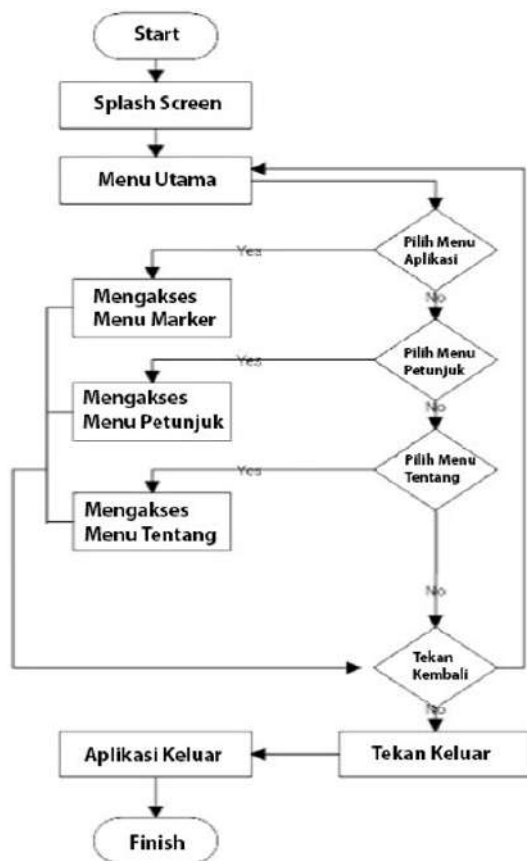 Start
Splash Screen
Menu Utama
Pilih Menu
Aplikasi
Yes
No
Mengakses
Menu Marker
Pilih Menu
Petunjuk
Yes
No
Mengakses
Menu Petunjuk
Pilih Menu
Tentang
Yes
Mengakses
Menu Tentang
No
Tekan
Kembali
No
Aplikasi Keluar
Tekan Keluar
Finish